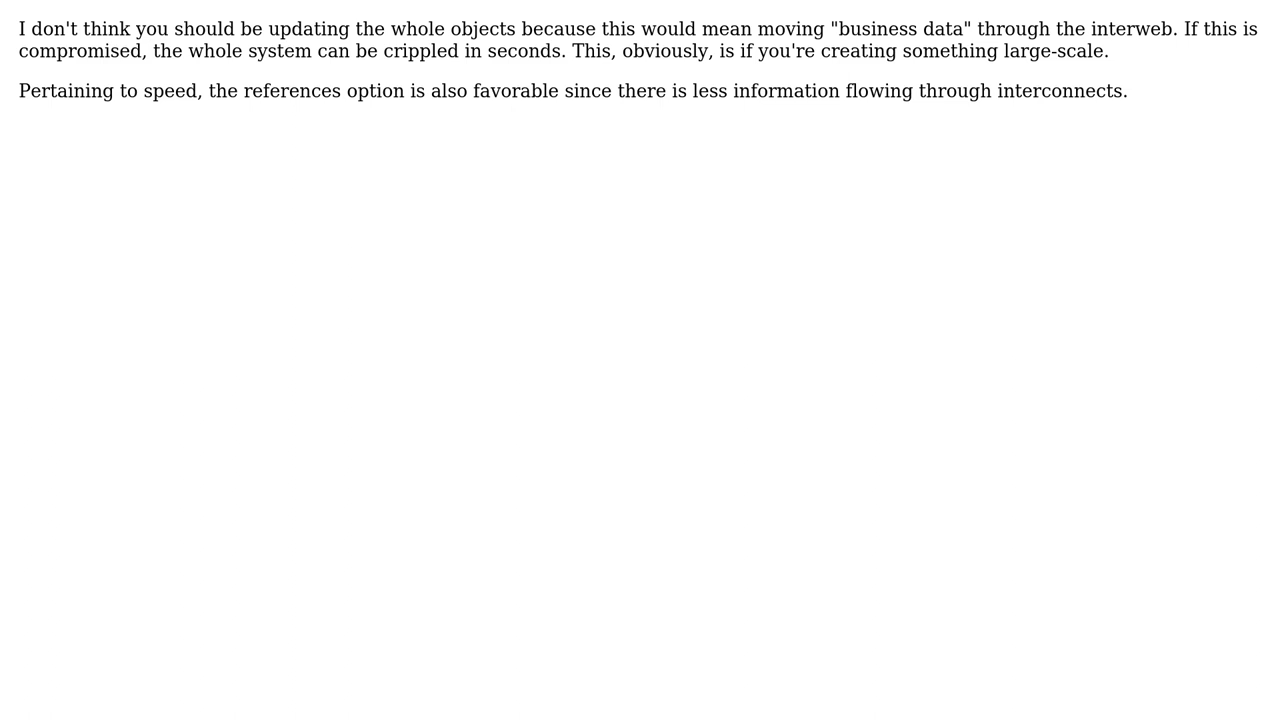 I don't think you should be updating the whole objects because this would mean moving "business data" through the interweb. If this is
compromised, the whole system can be crippled in seconds. This, obviously, is if you're creating something large-scale.
Pertaining to speed, the references option is also favorable since there is less information flowing through interconnects.